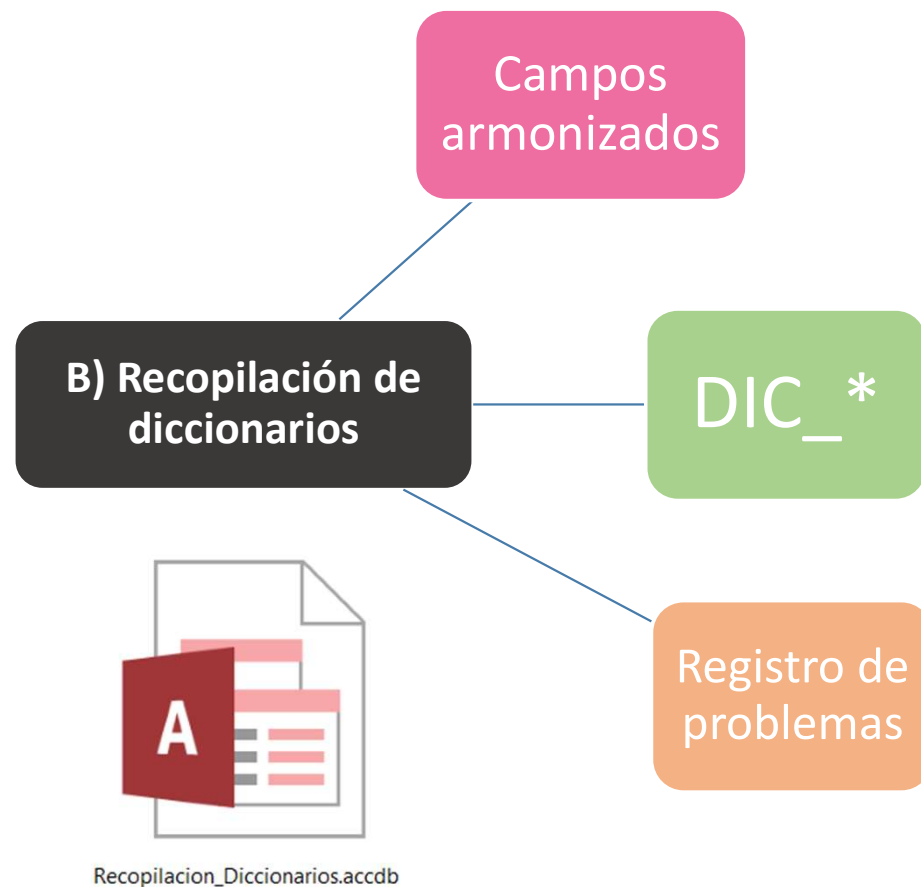 Campos
armonizados
B) Recopilación de
diccionarios
DIC_*
Registro de
problemas
A
Recopilacion_Diccionarios.accdb